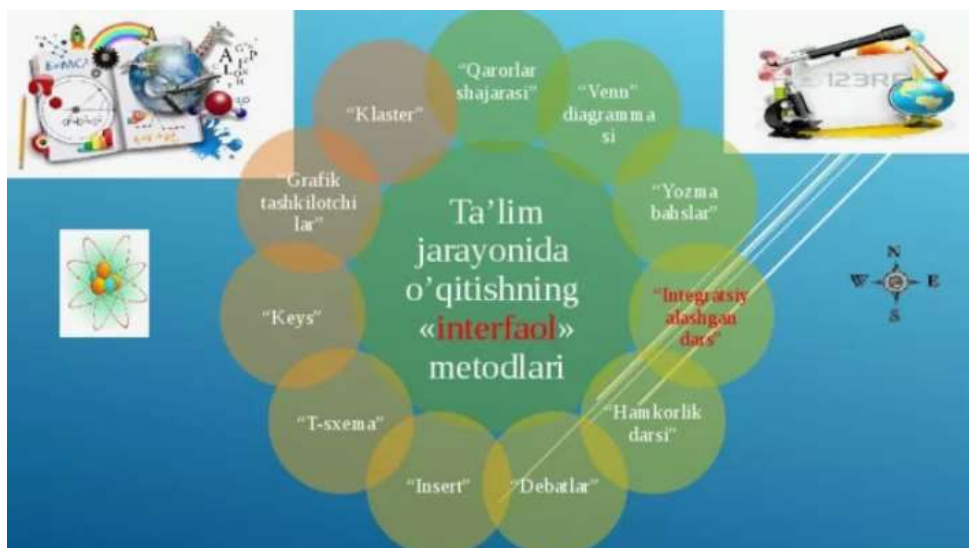 Ta’lim
jarayonida
o’qitishning
«interfaol»
metodlari
“Qarorlar
shajarasi”
“Venn”
diagramma
si
“Yozma
bahslar”
“Integratsiy
alashgan
dars”
“Hamkorlik
darsi”
“Debatlar”
“Insert”
“T-sxema”
“Keys”
“Grafik
tashkilotchi
lar”
“Klaster”
N
W E
S
123RF